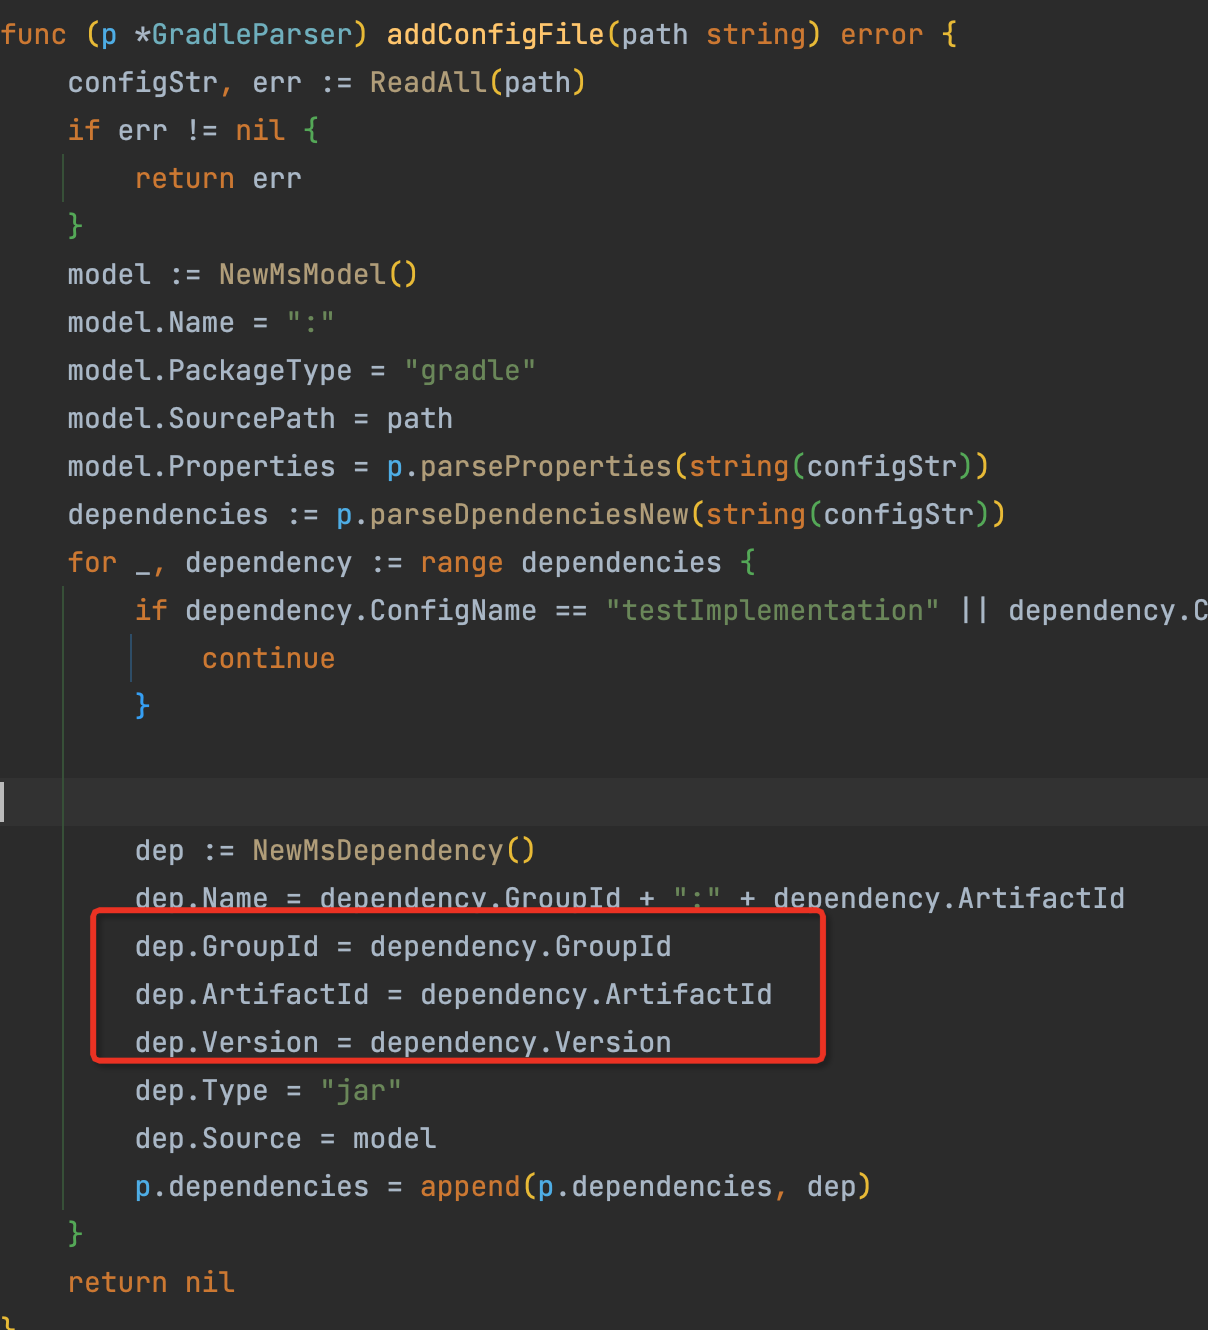 func (p *GradleParser) addConfigFile(path string) error {
configStr, err := ReadAll(path)
if err != nil {
return err
}
model := NewMsModel()
model.Name = ":"
model.PackageType = "gradle"
model.SourcePath = path
model.Properties = p.parseProperties(string(configStr))
dependencies := p.parseDpendenciesNew(string(configStr))
for _, dependency := range dependencies {
if dependency.ConfigName == "testImplementation" || dependency.C
continue
}
dep := NewMsDependency()
dep.Name = dependency.GroupId + ":" + dependency.ArtifactId
dep.GroupId = dependency.GroupId
dep.ArtifactId = dependency.ArtifactId
dep.Version = dependency.Version
dep.Type = "jar"
dep.Source = model
p.dependencies = append(p.dependencies, dep)
}
return nil
}